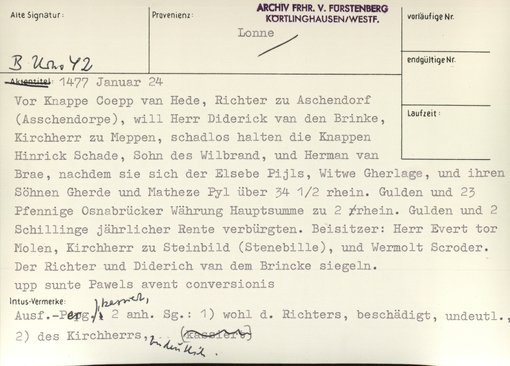 Alte Signatur:
Provenienz:
ARCHIV FRHR. V. FÜRSTENBERG
KÖRTLINGHAUSEN/WESTF.
vorläufige Nr.
Lonne
B Urk. 42
endgültige Nr.
Aktentitel: 1477 Januar 24
Laufzeit:
Vor Knappe Coepp van Hede, Richter zu Aschendorf
(Asschendorpe), will Herr Diderick van den Brinke,
Kirchherr zu Meppen, schadlos halten die Knappen
Hinrick Schade, Sohn des Wilbrand, und Herman van
Brae, nachdem sie sich der Elsebe Pijls, Witwe Gherlage, und ihren
Söhnen Gherde und Matheze Pyl über 34 1/2 rhein. Gulden und 23
Pfennige Osnabrücker Währung Hauptsumme zu 2 rhein. Gulden und 2
Schillinge jährlicher Rente verbürgten. Beisitzer: Herr Evert tor
Molen, Kirchherr zu Steinbild (Stenebille), und Wermolt Scroder.
Der Richter und Diderich van dem Brincke siegeln.
upp sunte Pawels avent conversionis
Intus-Vermerke:
Ausf.-Perg., 2 anh. Sg.: 1) wohl d. Richters, beschädigt, undeutl.,
2) des Kirchherrs, (kassiert)
undeutlich.